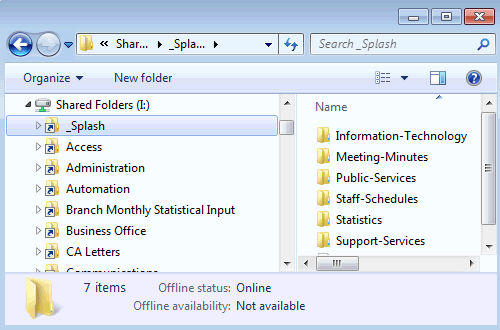 « Shar... ▸ _Spla... ▸ Search _Splash
Organize ▾ New folder
Shared Folders (I:)
_Splash
Access
Administration
Automation
Branch Monthly Statistical Input
Business Office
CA Letters
Communications
Name
Information-Technology
Meeting-Minutes
Public-Services
Staff-Schedules
Statistics
Support-Services
7 items Offline status: Online
Offline availability: Not available